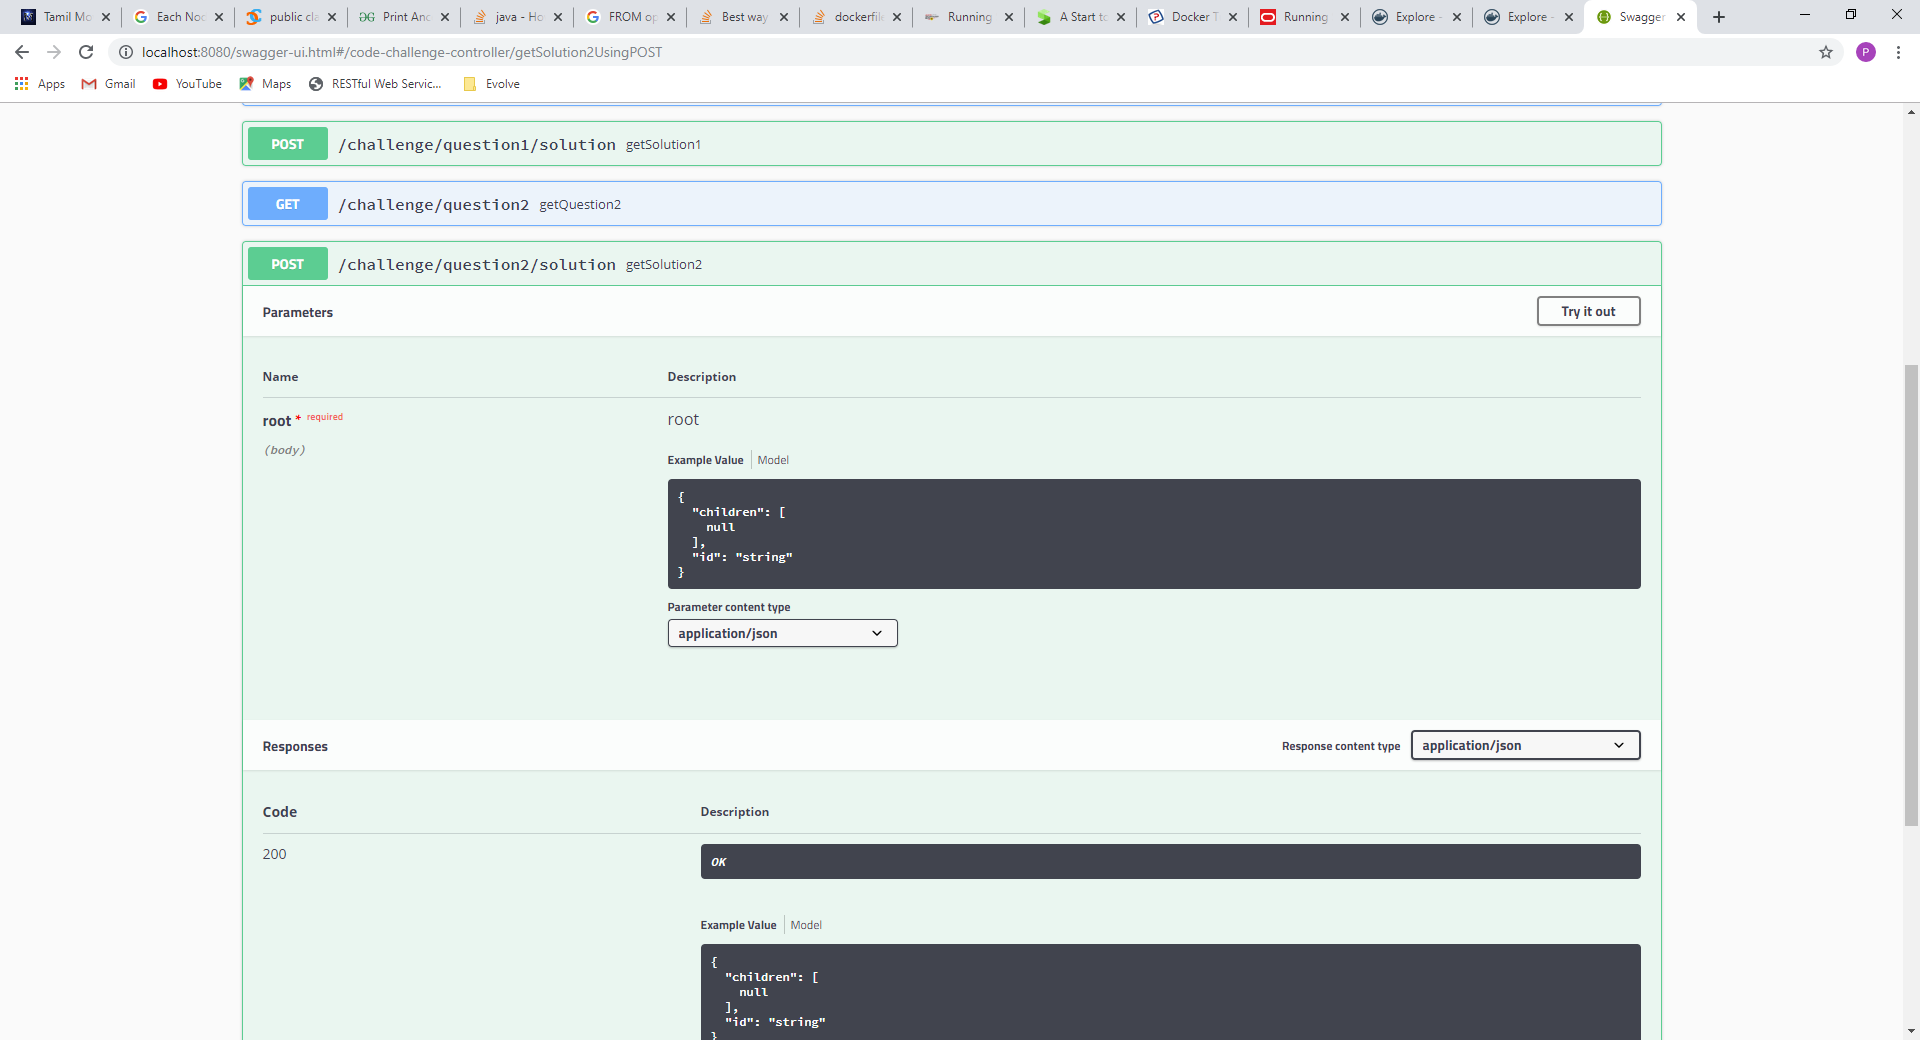 Tamil Mo
Each Noc
public cla
Print Anc
java - Ho
FROM op
Best way
dockerfil
Running
A Start to
Docker T
Running
Explore -
Explore -
Swagger
localhost:8080/swagger-ui.html#/code-challenge-controller/getSolution2UsingPOST
P
Apps Gmail YouTube Maps RESTful Web Servic... Evolve
POST /challenge/question1/solution getSolution1
GET /challenge/question2 getQuestion2
POST /challenge/question2/solution getSolution2
Parameters
Try it out
Name Description
root * required
(body)
root
Example Value Model
{
"children": [
null
],
"id": "string"
}
Parameter content type
application/json
Responses
Response content type application/json
Code Description
200
OK
Example Value Model
{
"children": [
null
],
"id": "string"
}